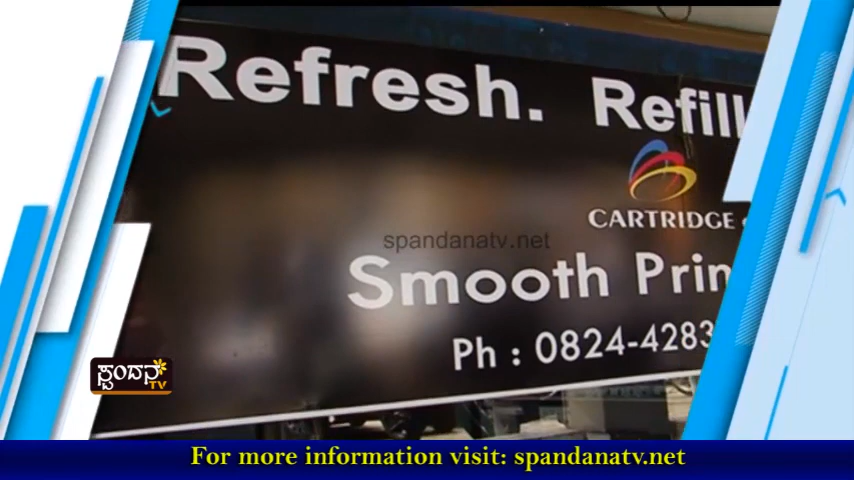 Refresh. Refill
CARTRIDGE
spandanatv.net
Smooth Prin
Ph : 0824-4283
ಸ್ಪಂದನ
TV
For more information visit: spandanatv.net